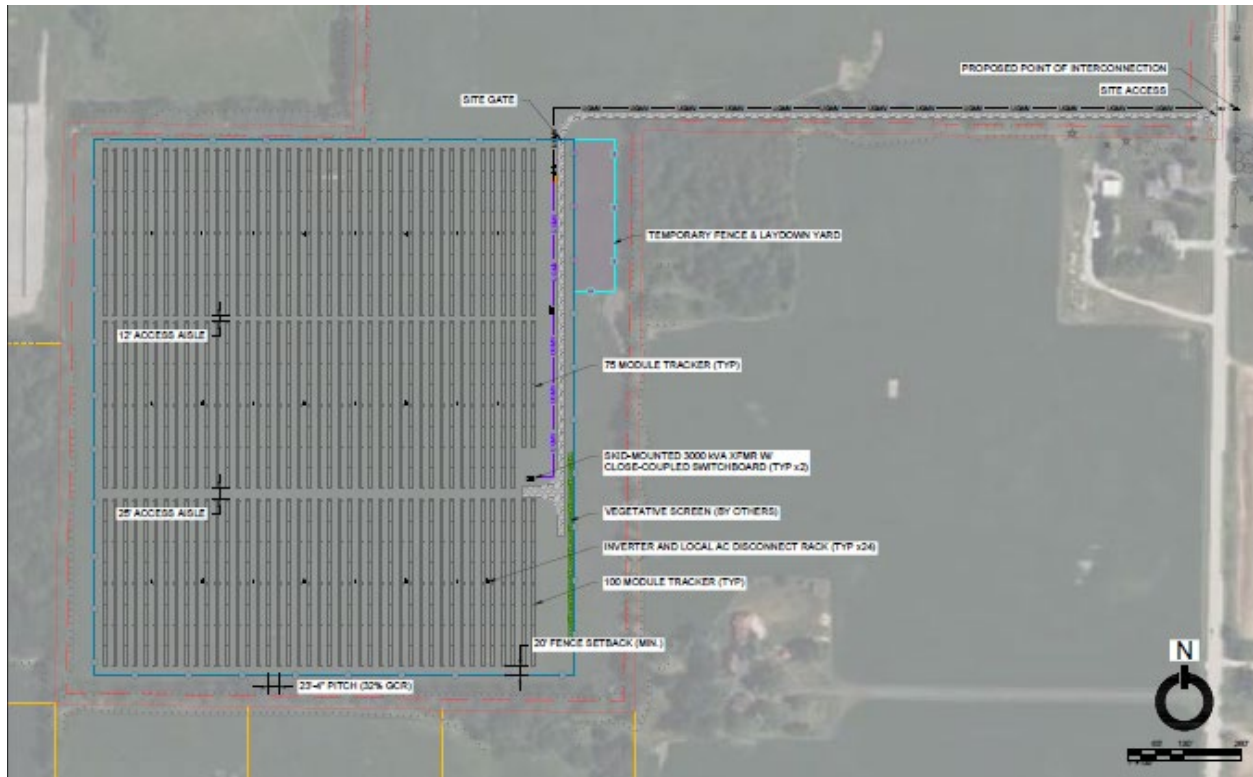 PROPOSED POINT OF INTERCONNECTION
SITE ACCESS
SITE GATE
TEMPORARY FENCE & LAYDOWN YARD
12' ACCESS AISLE
75 MODULE TRACKER (TYP)
SKID-MOUNTED 3000 kVA XFMR W/
CLOSE-COUPLED SWITCHBOARD (TYP x2)
25' ACCESS AISLE
VEGETATIVE SCREEN (BY OTHERS)
INVERTER AND LOCAL AC DISCONNECT RACK (TYP x24)
100 MODULE TRACKER (TYP)
20' FENCE SETBACK (MIN.)
23'-4" PITCH (32% GCR)
N